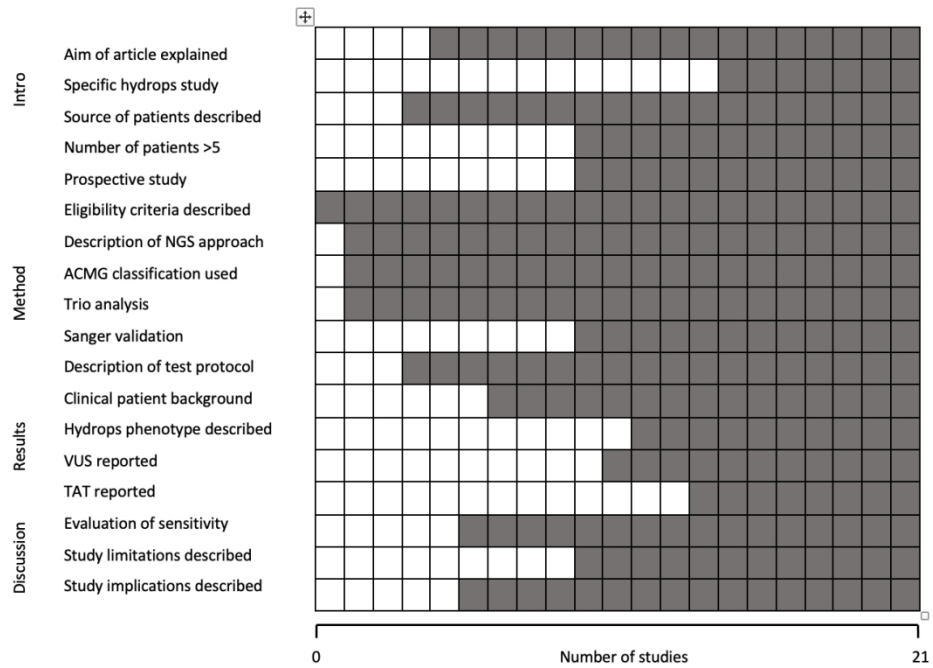 Intro
Aim of article explained
Specific hydrops study
Source of patients described
Number of patients >5
Prospective study
Method
Eligibility criteria described
Description of NGS approach
ACMG classification used
Trio analysis
Sanger validation
Description of test protocol
Results
Clinical patient background
Hydrops phenotype described
VUS reported
TAT reported
Discussion
Evaluation of sensitivity
Study limitations described
Study implications described
0
Number of studies
21